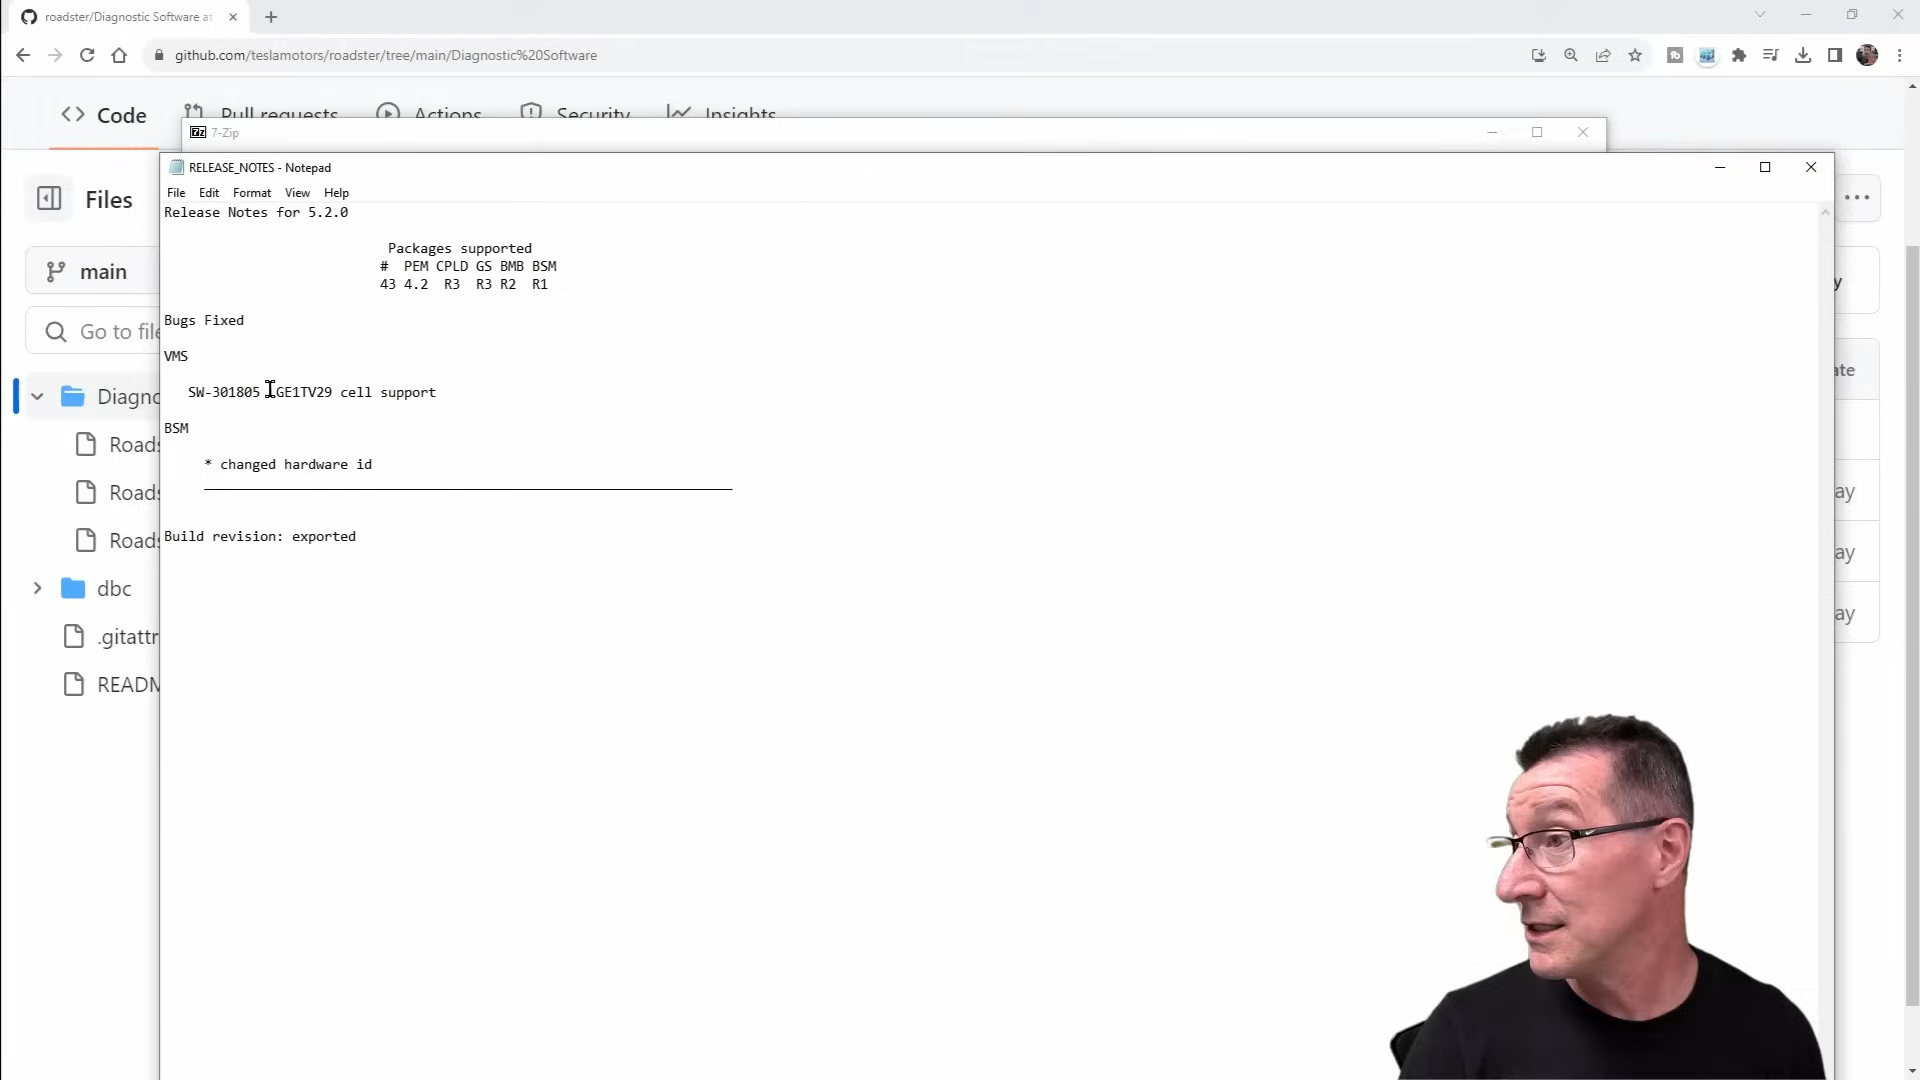 roadster/Diagnostic Software at
github.com/teslamotors/roadster/tree/main/Diagnostic%20Software
Code Pull requests Actions Security Insights
7z 7-Zip
RELEASE_NOTES - Notepad
File Edit Format View Help
Files
main
Go to file
Diagno
Roads
Roads
Roads
dbc
.gitattr
READM
Release Notes for 5.2.0
Packages supported
# PEM CPLD GS BMB BSM
43 4.2 R3 R3 R2 R1
Bugs Fixed
VMS
SW-301805 GE1TV29 cell support
BSM
* changed hardware id
Build revision: exported
y
ate
ay
ay
ay